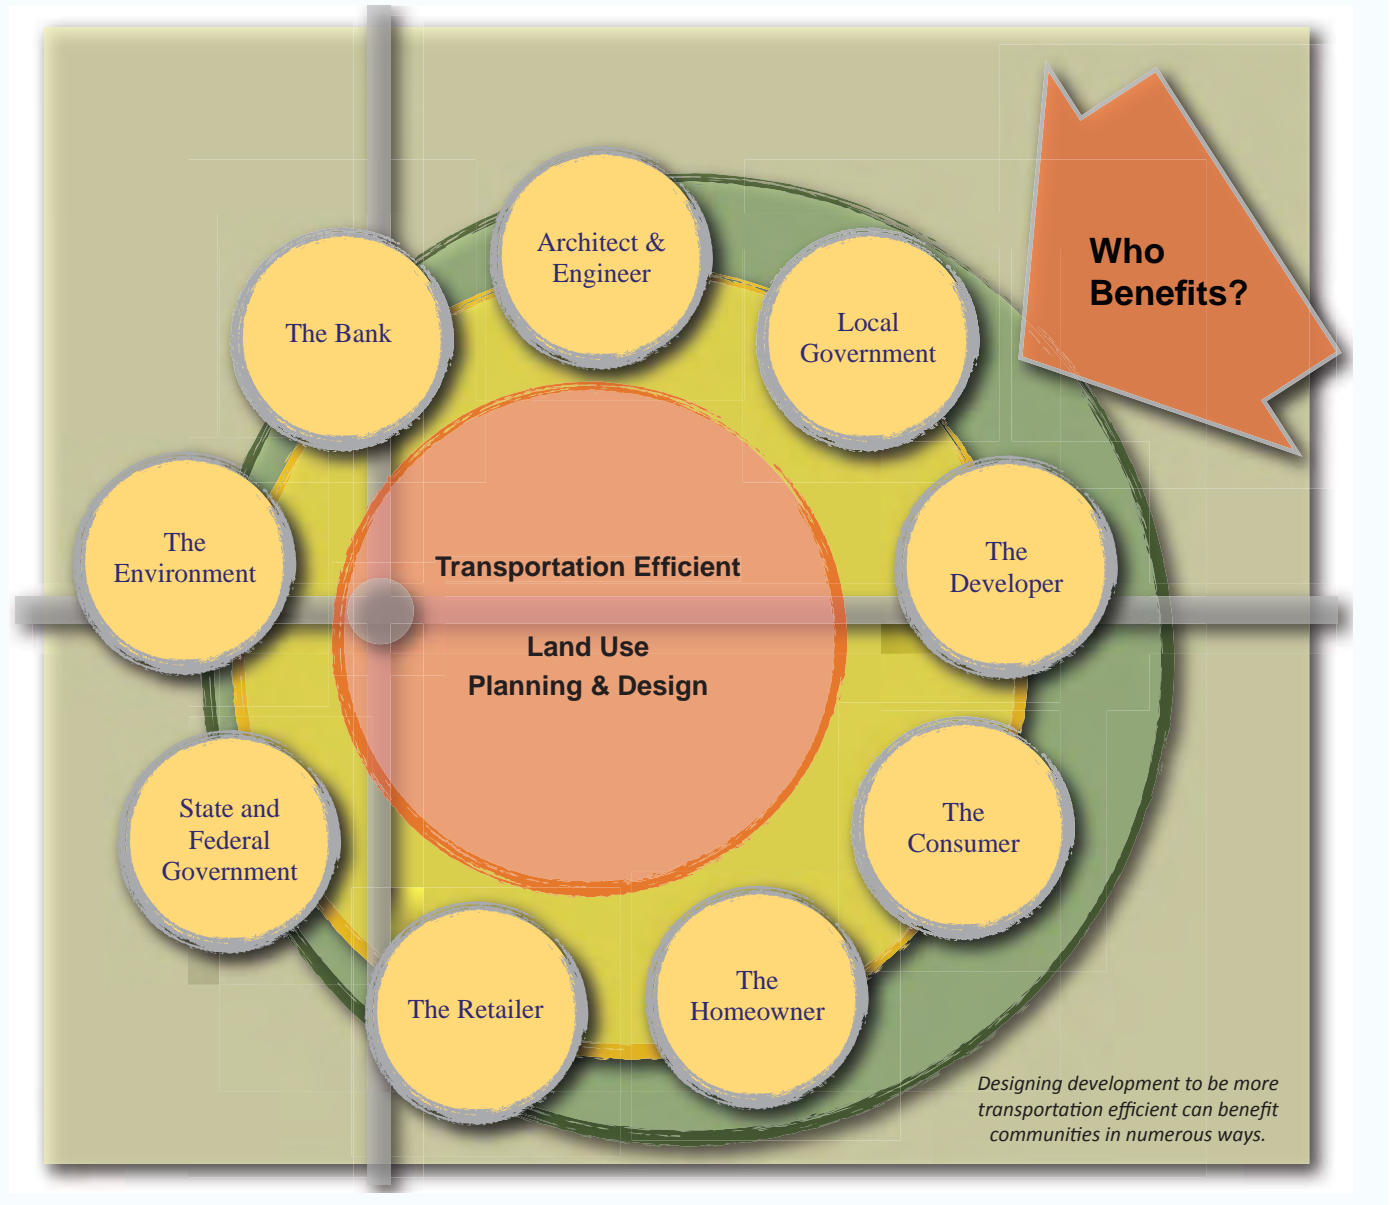 Who
Benefits?
Architect &
Engineer
Local
Government
The Bank
The
Developer
The
Environment
Transportation Efficient
Land Use
Planning & Design
The
Consumer
State and
Federal
Government
The
Homeowner
The Retailer
Designing development to be more
transportation efficient can benefit
communities in numerous ways.